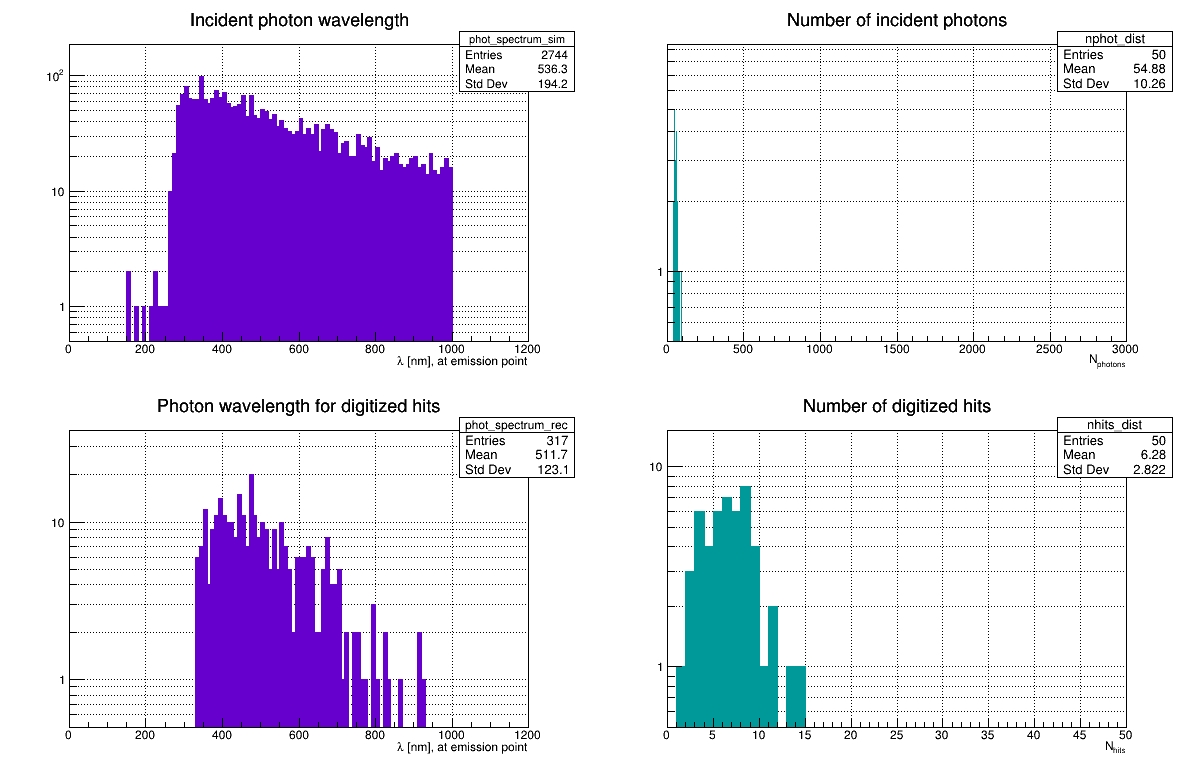 Incident photon wavelength
phot_spectrum_sim
Entries 2744
Mean 536.3
Std Dev 194.2
10²
10
1
0 200 400 600 800 1000 1200
λ [nm], at emission point
Number of incident photons
nphot_dist
Entries 50
Mean 54.88
Std Dev 10.26
1
0 500 1000 1500 2000 2500 3000
Nphotons
Photon wavelength for digitized hits
phot_spectrum_rec
Entries 317
Mean 511.7
Std Dev 123.1
10
1
0 200 400 600 800 1000 1200
λ [nm], at emission point
Number of digitized hits
nhits_dist
Entries 50
Mean 6.28
Std Dev 2.822
10
1
0 5 10 15 20 25 30 35 40 45 50
Nhits